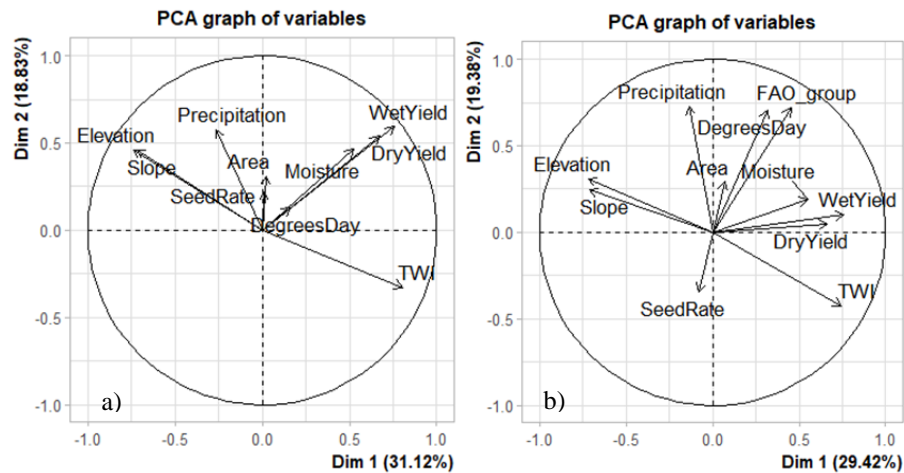 PCA graph of variables
Dim 2 (18.83%)
1.0
0.5
0.0
-0.5
-1.0
Precipitation
WetYield
Elevation
DryYield
Area
Slope
Moisture
SeedRate
DegreesDay
TWI
a)
-1.0 -0.5 0.0 0.5 1.0
Dim 1 (31.12%)
PCA graph of variables
Dim 2 (19.38%)
1.0
0.5
0.0
-0.5
-1.0
Precipitation
FAO_group
DegreesDay
Elevation
Area
Moisture
Slope
WetYield
DryYield
TWI
SeedRate
b)
-1.0 -0.5 0.0 0.5 1.0
Dim 1 (29.42%)